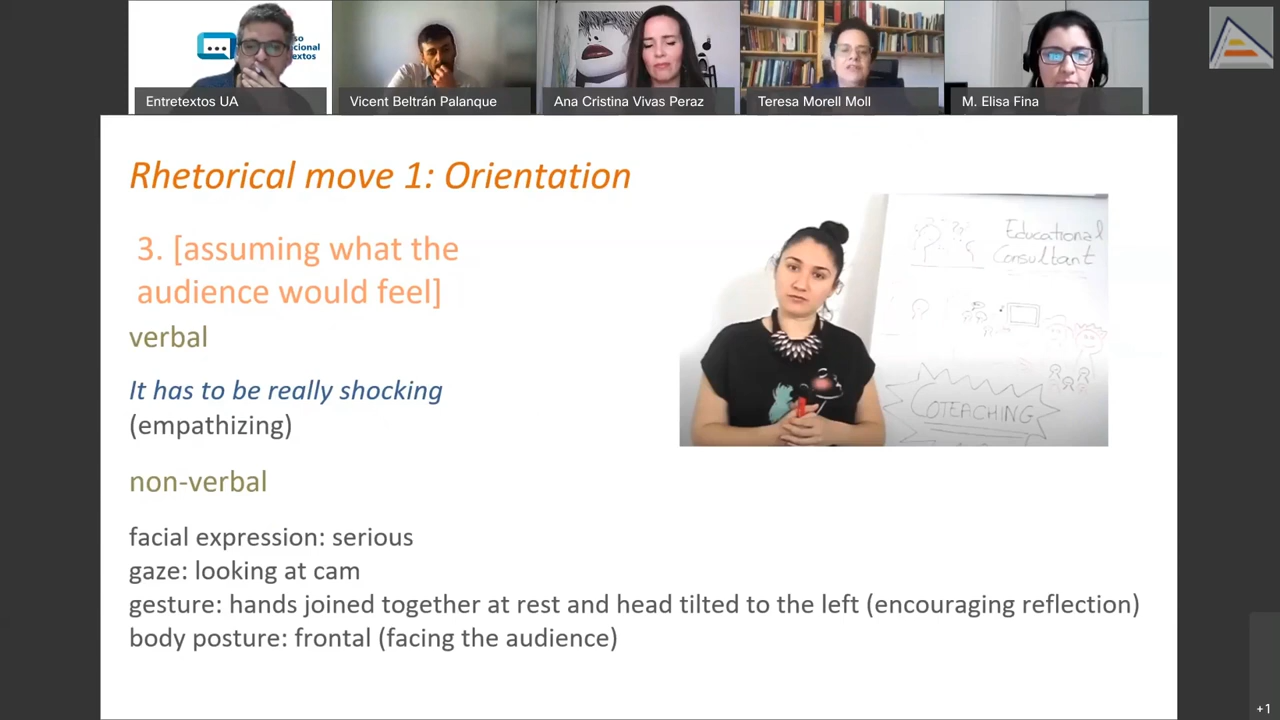 Entretextos UA
Vicent Beltrán Palanque
Ana Cristina Vivas Peraz
Teresa Morell Moll
M. Elisa Fina
Rhetorical move 1: Orientation
3. [assuming what the
audience would feel]
verbal
It has to be really shocking
(empathizing)
Educational
Consultant
COTEACHING
non-verbal
facial expression: serious
gaze: looking at cam
gesture: hands joined together at rest and head tilted to the left (encouraging reflection)
body posture: frontal (facing the audience)
+1